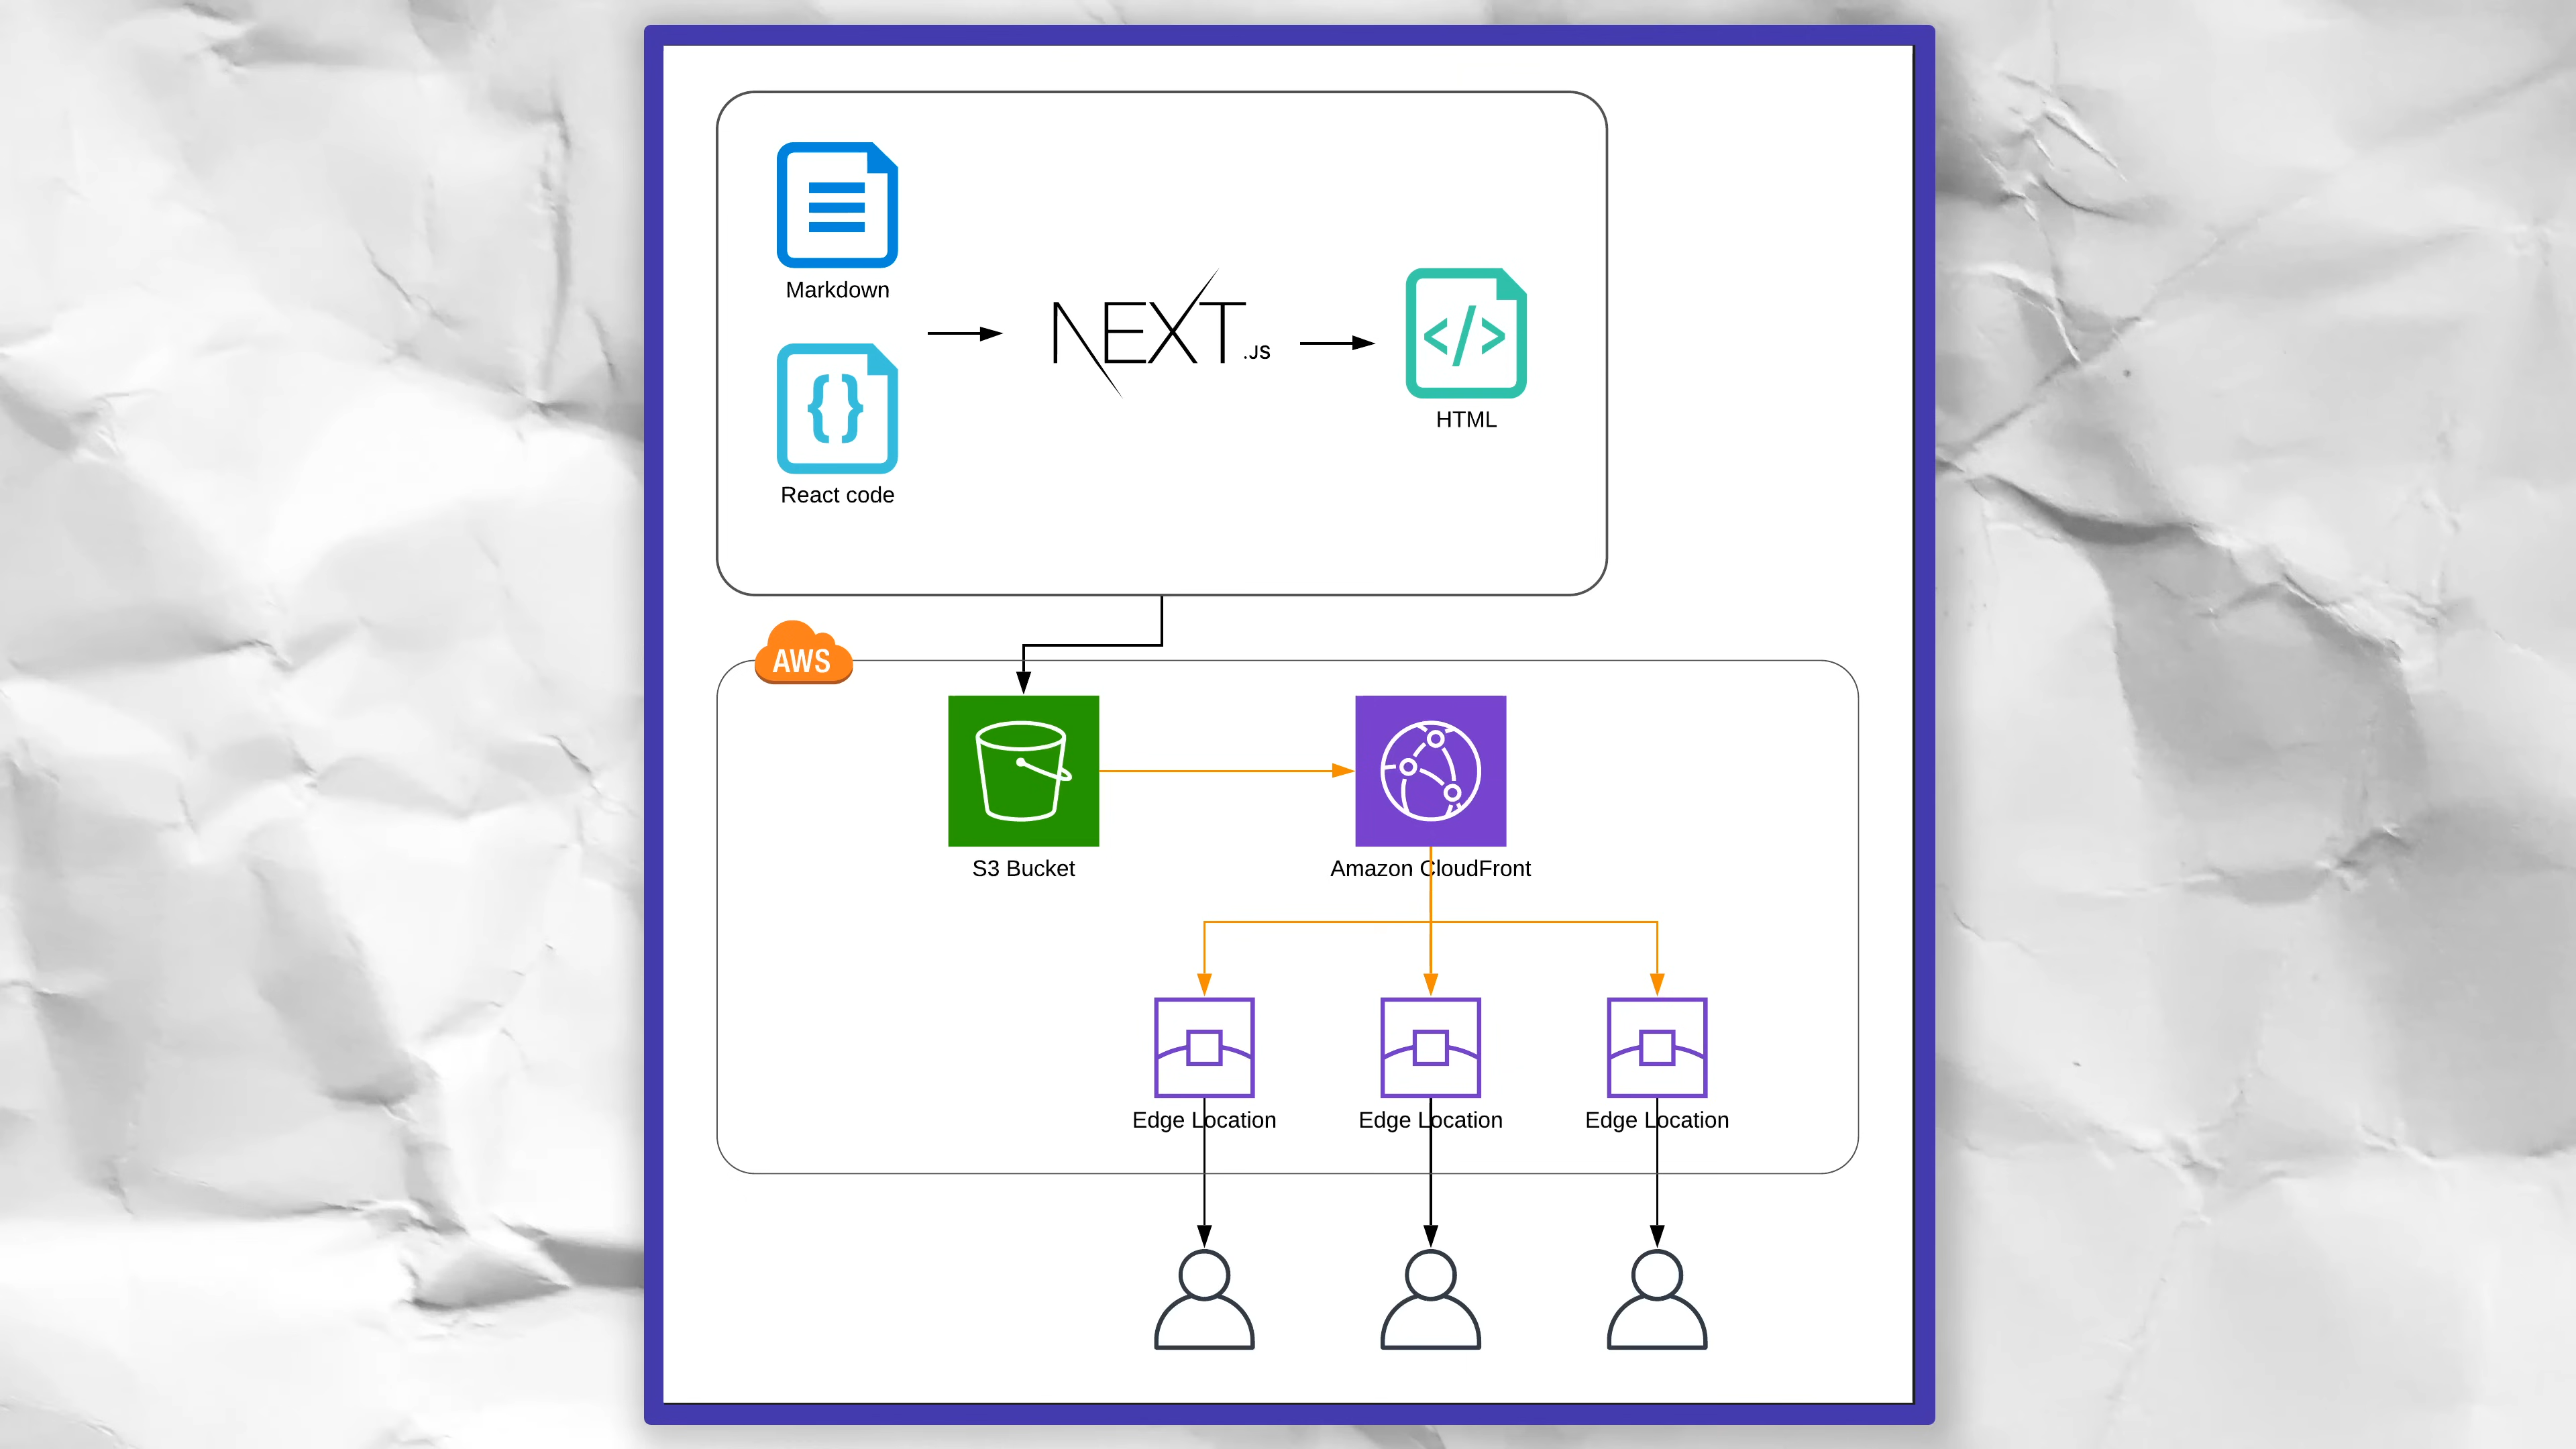 Markdown
NEXT.JS
HTML
React code
AWS
S3 Bucket
Amazon CloudFront
Edge Location
Edge Location
Edge Location